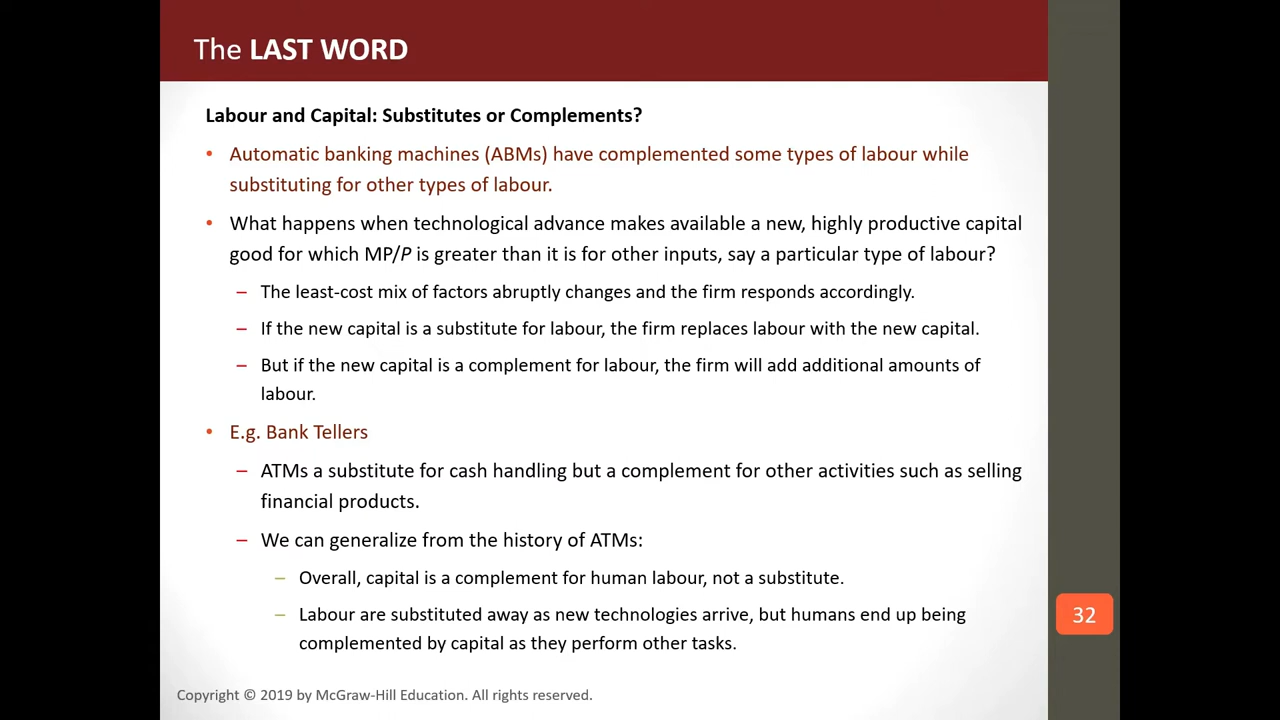 The LAST WORD
Labour and Capital: Substitutes or Complements?
• Automatic banking machines (ABMs) have complemented some types of labour while
substituting for other types of labour.
• What happens when technological advance makes available a new, highly productive capital
good for which MP/P is greater than it is for other inputs, say a particular type of labour?
– The least-cost mix of factors abruptly changes and the firm responds accordingly.
– If the new capital is a substitute for labour, the firm replaces labour with the new capital.
– But if the new capital is a complement for labour, the firm will add additional amounts of
labour.
• E.g. Bank Tellers
– ATMs a substitute for cash handling but a complement for other activities such as selling
financial products.
– We can generalize from the history of ATMs:
– Overall, capital is a complement for human labour, not a substitute.
– Labour are substituted away as new technologies arrive, but humans end up being
complemented by capital as they perform other tasks.
32
Copyright © 2019 by McGraw-Hill Education. All rights reserved.